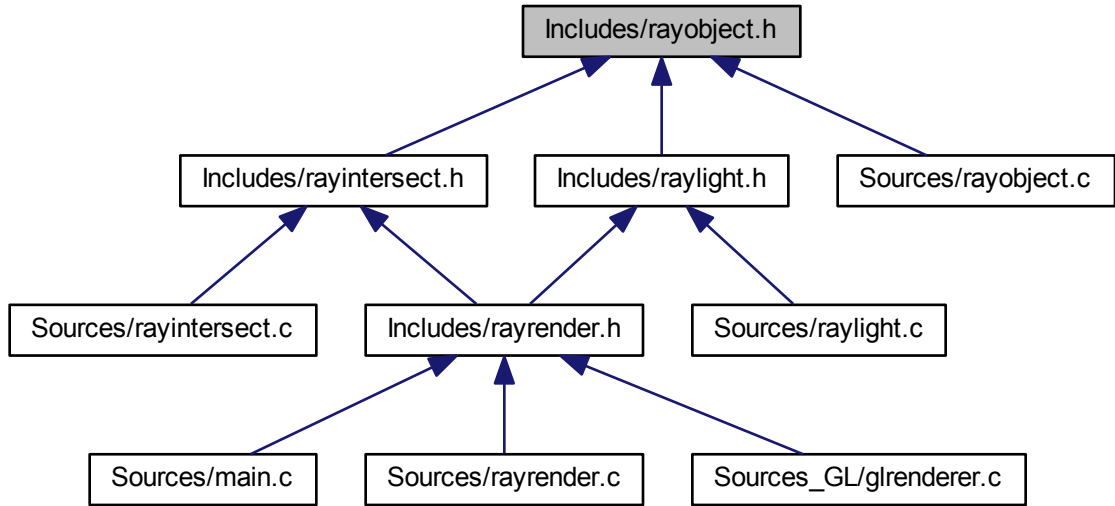 Includes/rayobject.h
Includes/rayintersect.h
Includes/raylight.h
Sources/rayobject.c
Sources/rayintersect.c
Includes/rayrender.h
Sources/raylight.c
Sources/main.c
Sources/rayrender.c
Sources_GL/glrenderer.c